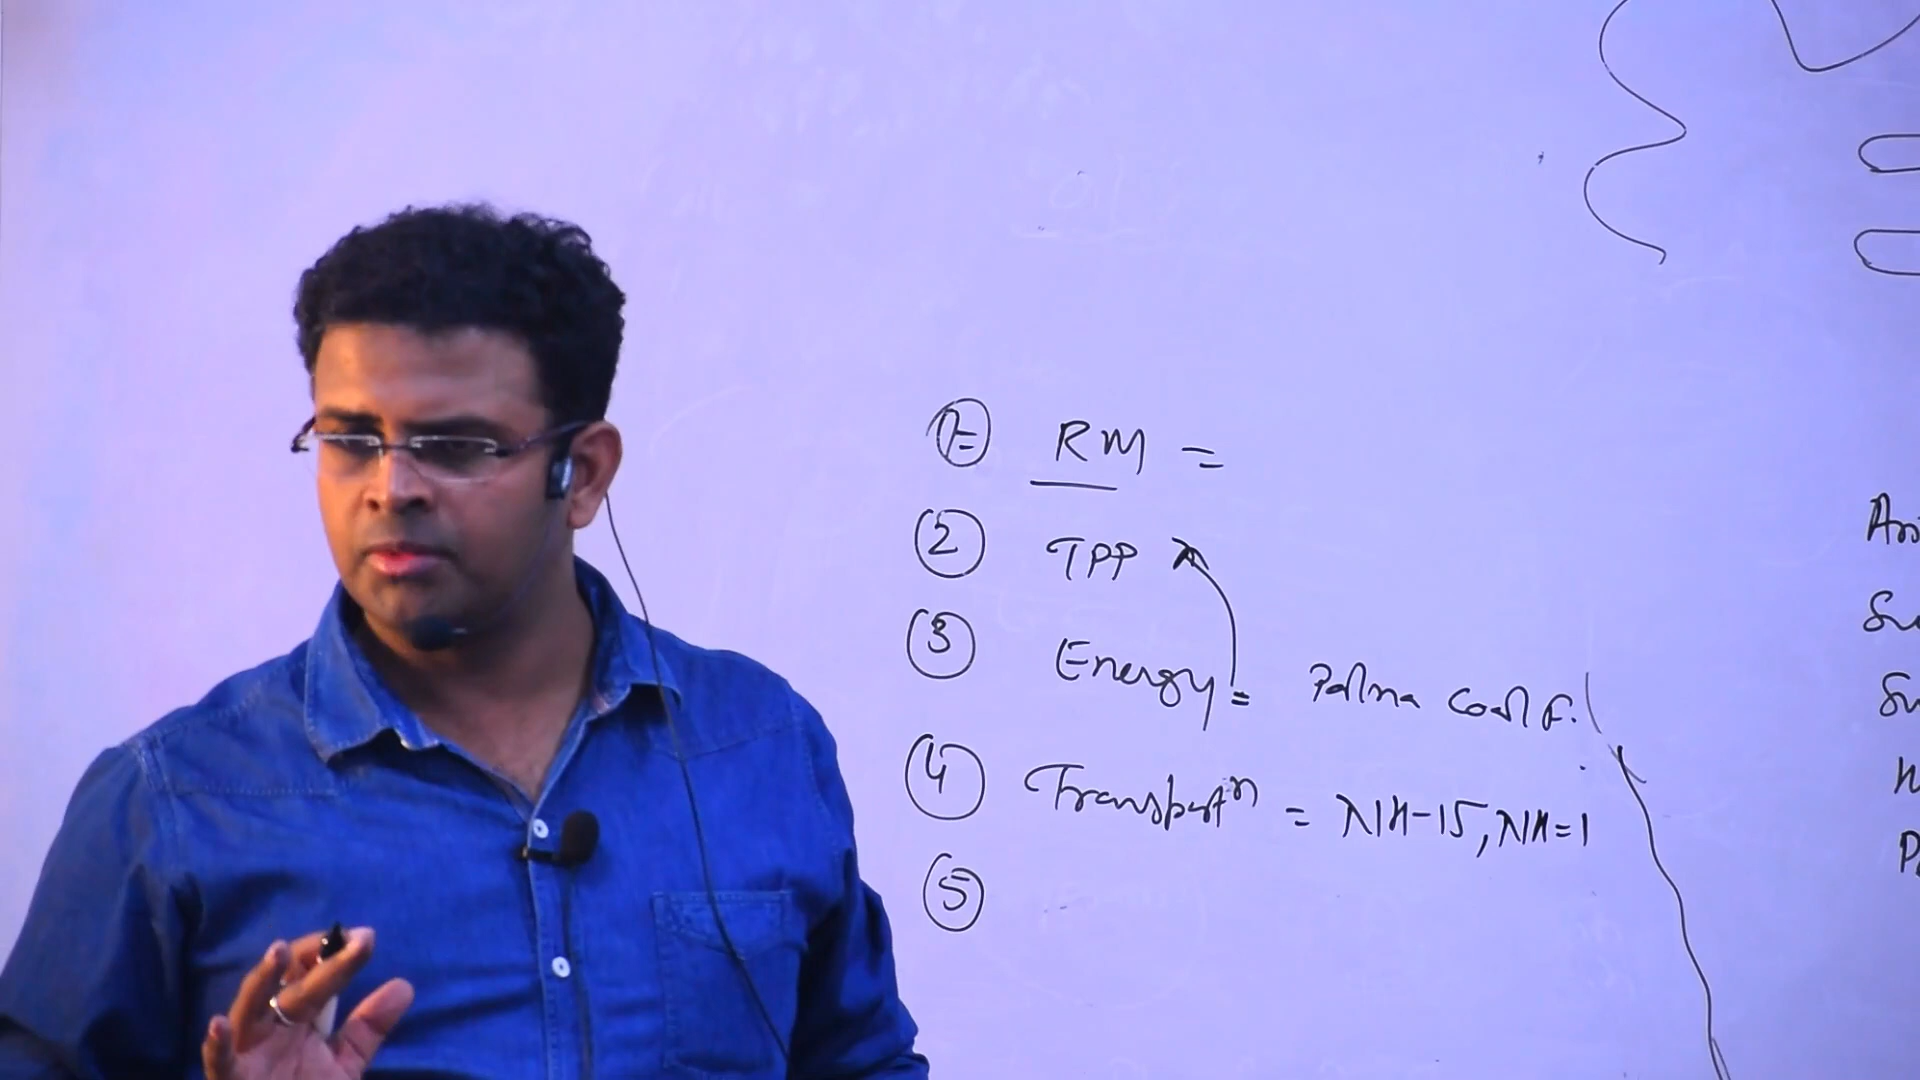 ① RM =
② TPP
③ Energy = Palma Coal F.
④ Transportⁿ = NH-15, NH=1
⑤